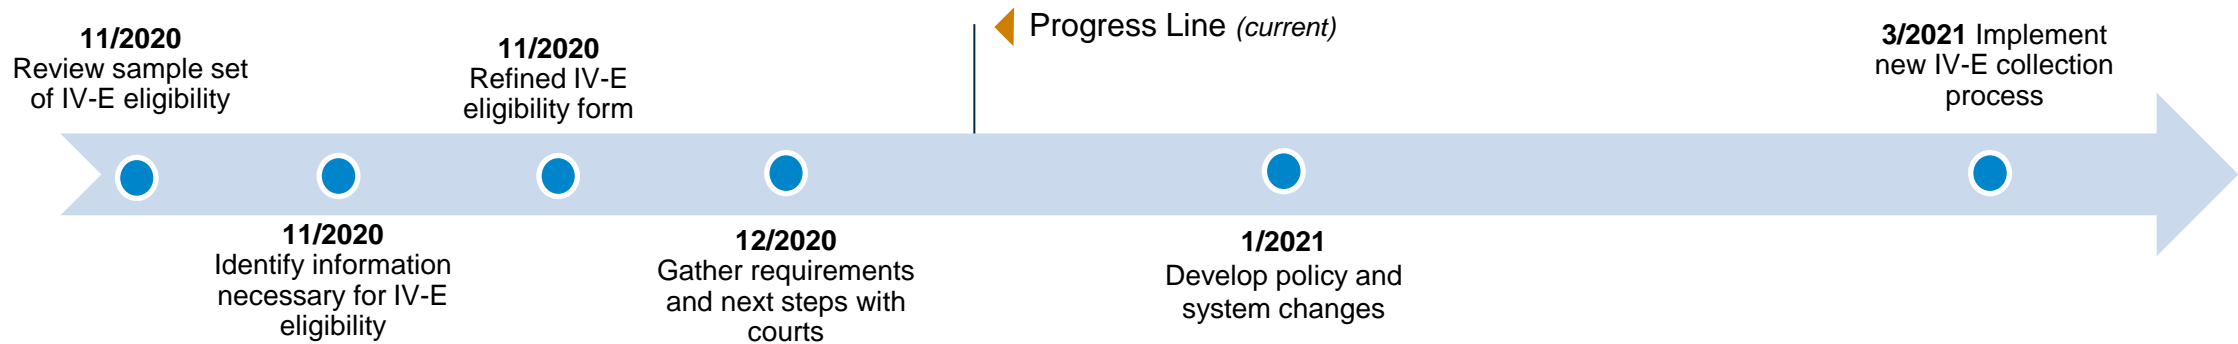 11/2020
Review sample set
of IV-E eligibility
11/2020
Refined IV-E
eligibility form
Progress Line (current)
3/2021 Implement
new IV-E collection
process
11/2020
Identify information
necessary for IV-E
eligibility
12/2020
Gather requirements
and next steps with
courts
1/2021
Develop policy and
system changes